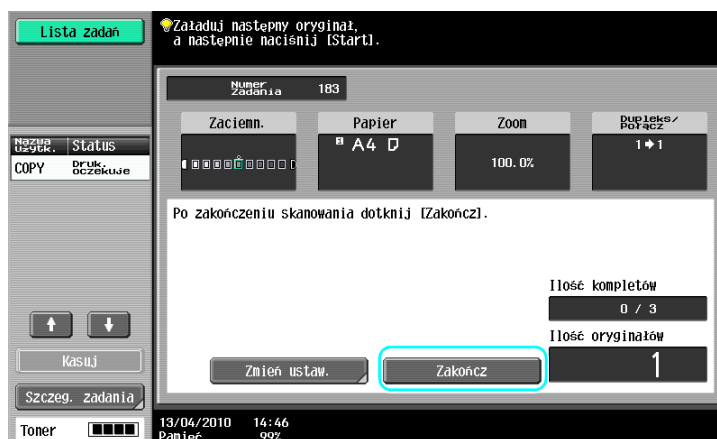 Lista zadań
Załaduj następny oryginał,
a następnie naciśnij [Start].
Numer
Zadania
183
Zaciemn.
Papier
Zoom
Dupleks/
Połącz
A4
100.0%
1 → 1
Nazwa
użytk.
Status
COPY
Druk.
oczekuje
Po zakończeniu skanowania dotknij [Zakończ].
Ilość kompletów
0 / 3
Ilość oryginałów
1
Zmień ustaw.
Zakończ
Kasuj
Szczeg. zadania
Toner
13/04/2010 14:46
Pamięć 99%